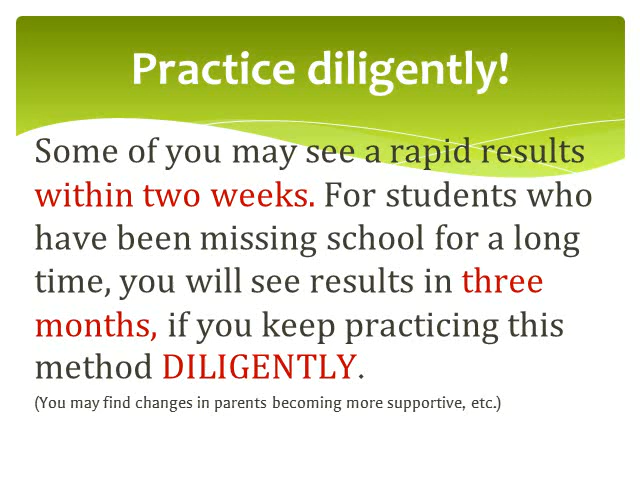 Practice diligently!
Some of you may see a rapid results
within two weeks. For students who
have been missing school for a long
time, you will see results in three
months, if you keep practicing this
method DILIGENTLY.
(You may find changes in parents becoming more supportive, etc.)